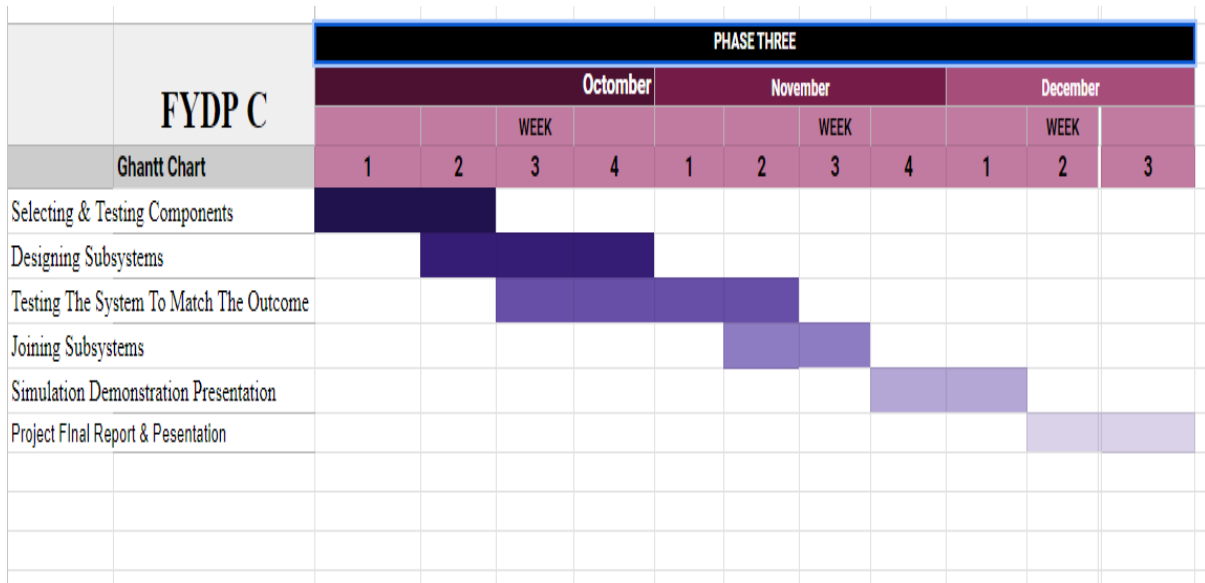 PHASE THREE
Octomber November December
FYDP C
WEEK WEEK WEEK
Ghantt Chart 1 2 3 4 1 2 3 4 1 2 3
Selecting & Testing Components
Designing Subsystems
Testing The System To Match The Outcome
Joining Subsystems
Simulation Demonstration Presentation
Project FInal Report & Pesentation